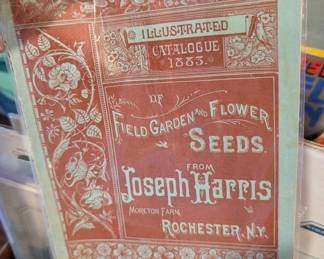 ILLUSTRATED
CATALOGUE
1883.
OF
FIELD GARDEN AND FLOWER
SEEDS,
FROM
JOSEPH HARRIS
MORETON FARM,
ROCHESTER, N.Y.